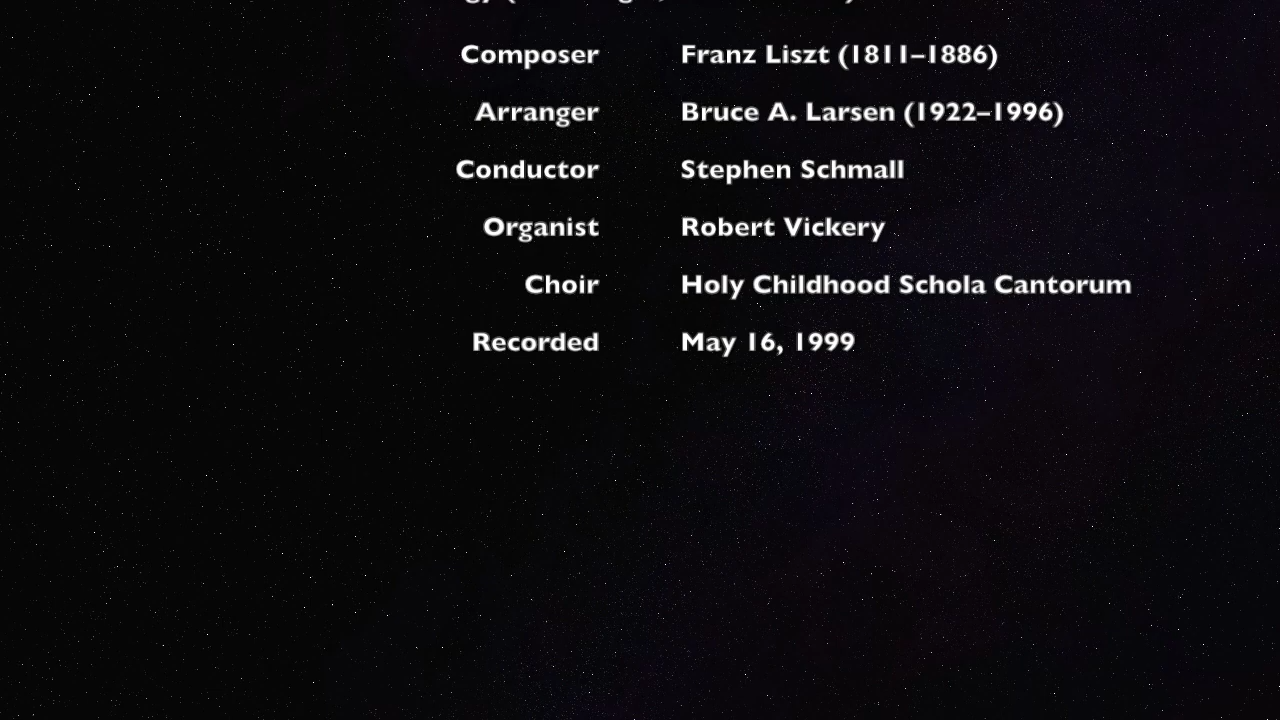 Composer Franz Liszt (1811–1886)
Arranger Bruce A. Larsen (1922–1996)
Conductor Stephen Schmall
Organist Robert Vickery
Choir Holy Childhood Schola Cantorum
Recorded May 16, 1999